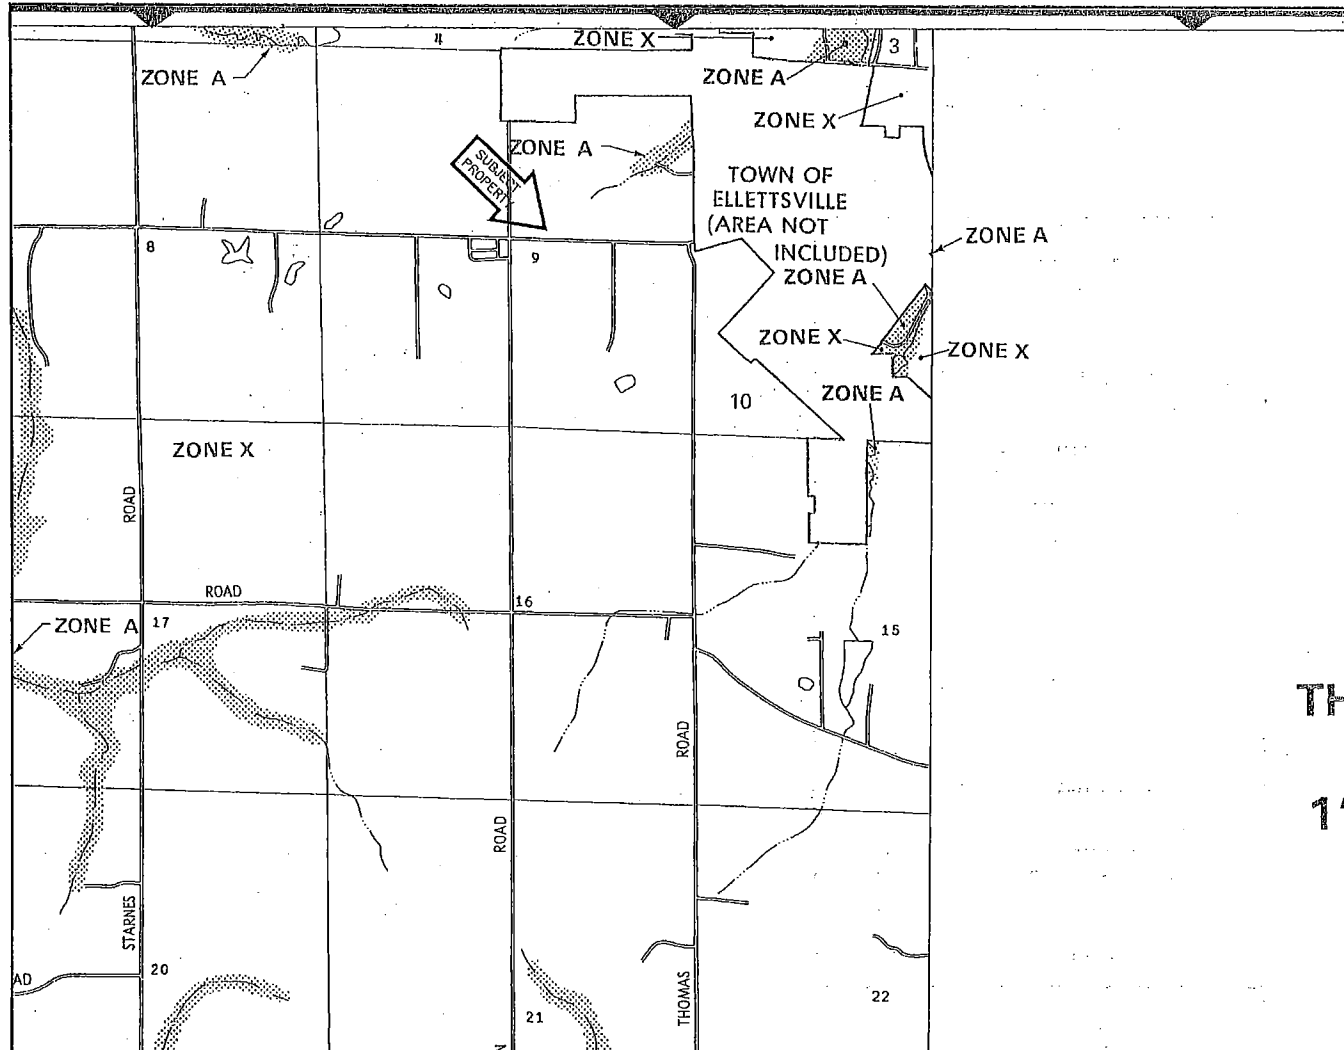 4
ZONE X
3
ZONE A
ZONE A
ZONE X
ZONE A
SUBJECT
PROPERTY
TOWN OF
ELLETTSVILLE
(AREA NOT
INCLUDED)
ZONE A
8
9
ZONE A
ZONE X
ZONE X
ZONE A
10
ZONE X
ROAD
ROAD
16
17
ZONE A
15
TH
ROAD
ROAD
1
STARNES
20
AD
THOMAS
22
21
N